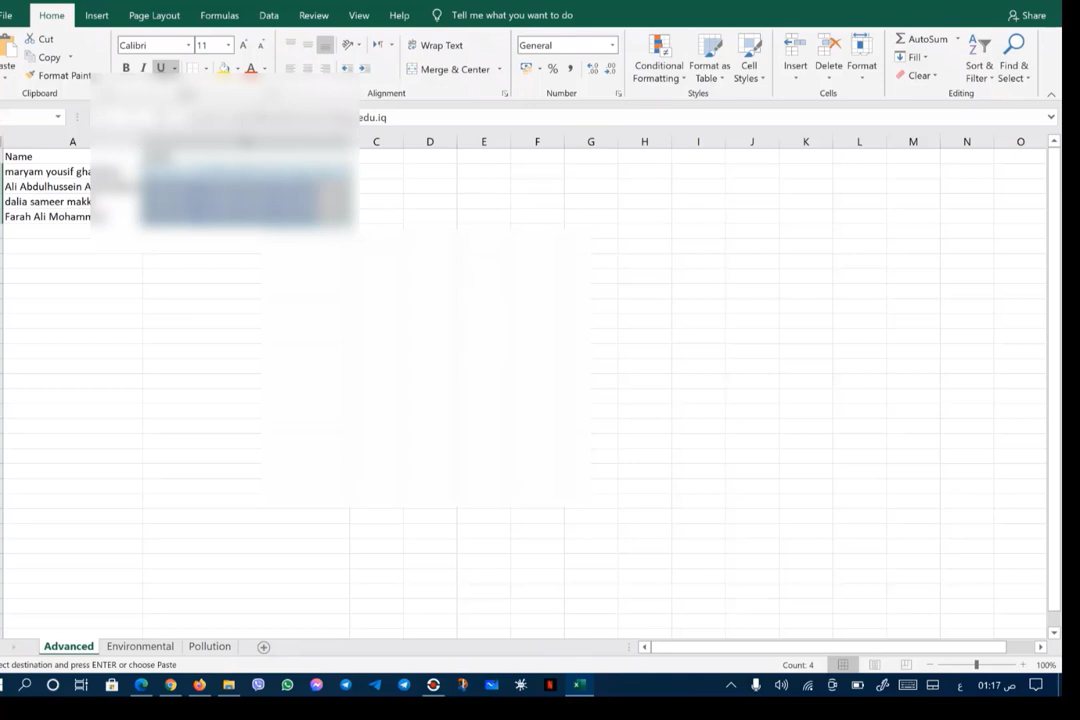 File Home Insert Page Layout Formulas Data Review View Help Tell me what you want to do Share
Cut
Copy
Format Paint
Clipboard
Calibri 11
B I U
Wrap Text
Merge & Center
Alignment
General
Number
Conditional Formatting
Format as Table
Cell Styles
Styles
Insert Delete Format
Cells
AutoSum
Fill
Clear
Sort & Filter
Find & Select
Editing
edu.iq
A C D E F G H I J K L M N O
Name
maryam yousif gha
Ali Abdulhussein A
dalia sameer makk
Farah Ali Mohamm
Advanced Environmental Pollution
ect destination and press ENTER or choose Paste Count: 4 100%
ع 01:17 ص